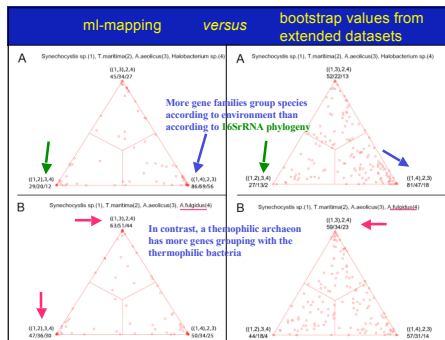 ml-mapping versus bootstrap values from
extended datasets
A
Synechocystis sp.(1), T.maritima(2), A.aeolicus(3), Halobacterium sp.(4)
((1,3),2,4)
45/34/27
((1,2),3,4)
29/20/12
((1,4),2,3)
86/69/56
A
Synechocystis sp.(1), T.maritima(2), A.aeolicus(3), Halobacterium sp.(4)
((1,3),2,4)
52/22/13
((1,2),3,4)
27/13/2
((1,4),2,3)
81/47/18
More gene families group species
according to environment than
according to 16SrRNA phylogeny
B
Synechocystis sp.(1), T.maritima(2), A.aeolicus(3), A.fulgidus(4)
((1,3),2,4)
63/51/44
((1,2),3,4)
47/36/30
((1,4),2,3)
50/34/25
B
Synechocystis sp.(1), T.maritima(2), A.aeolicus(3), A.fulgidus(4)
((1,3),2,4)
59/34/23
((1,2),3,4)
44/18/4
((1,4),2,3)
57/31/14
In contrast, a themophilic archaeon
has more genes grouping with the
thermophilic bacteria